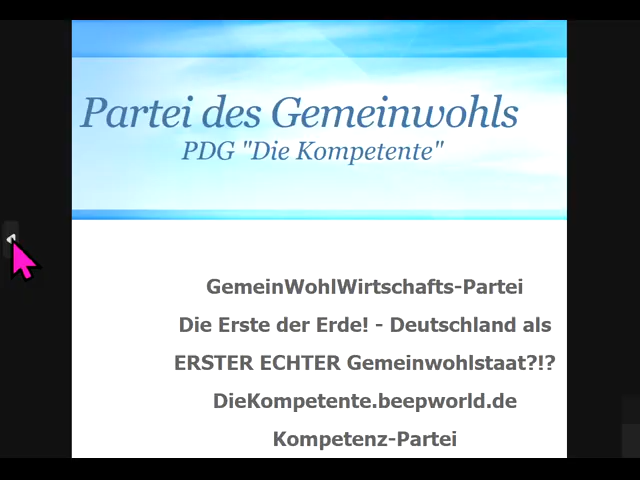 Partei des Gemeinwohls
PDG "Die Kompetente"
GemeinWohlWirtschafts-Partei
Die Erste der Erde! - Deutschland als
ERSTER ECHTER Gemeinwohlstaat?!?
DieKompetente.beepworld.de
Kompetenz-Partei